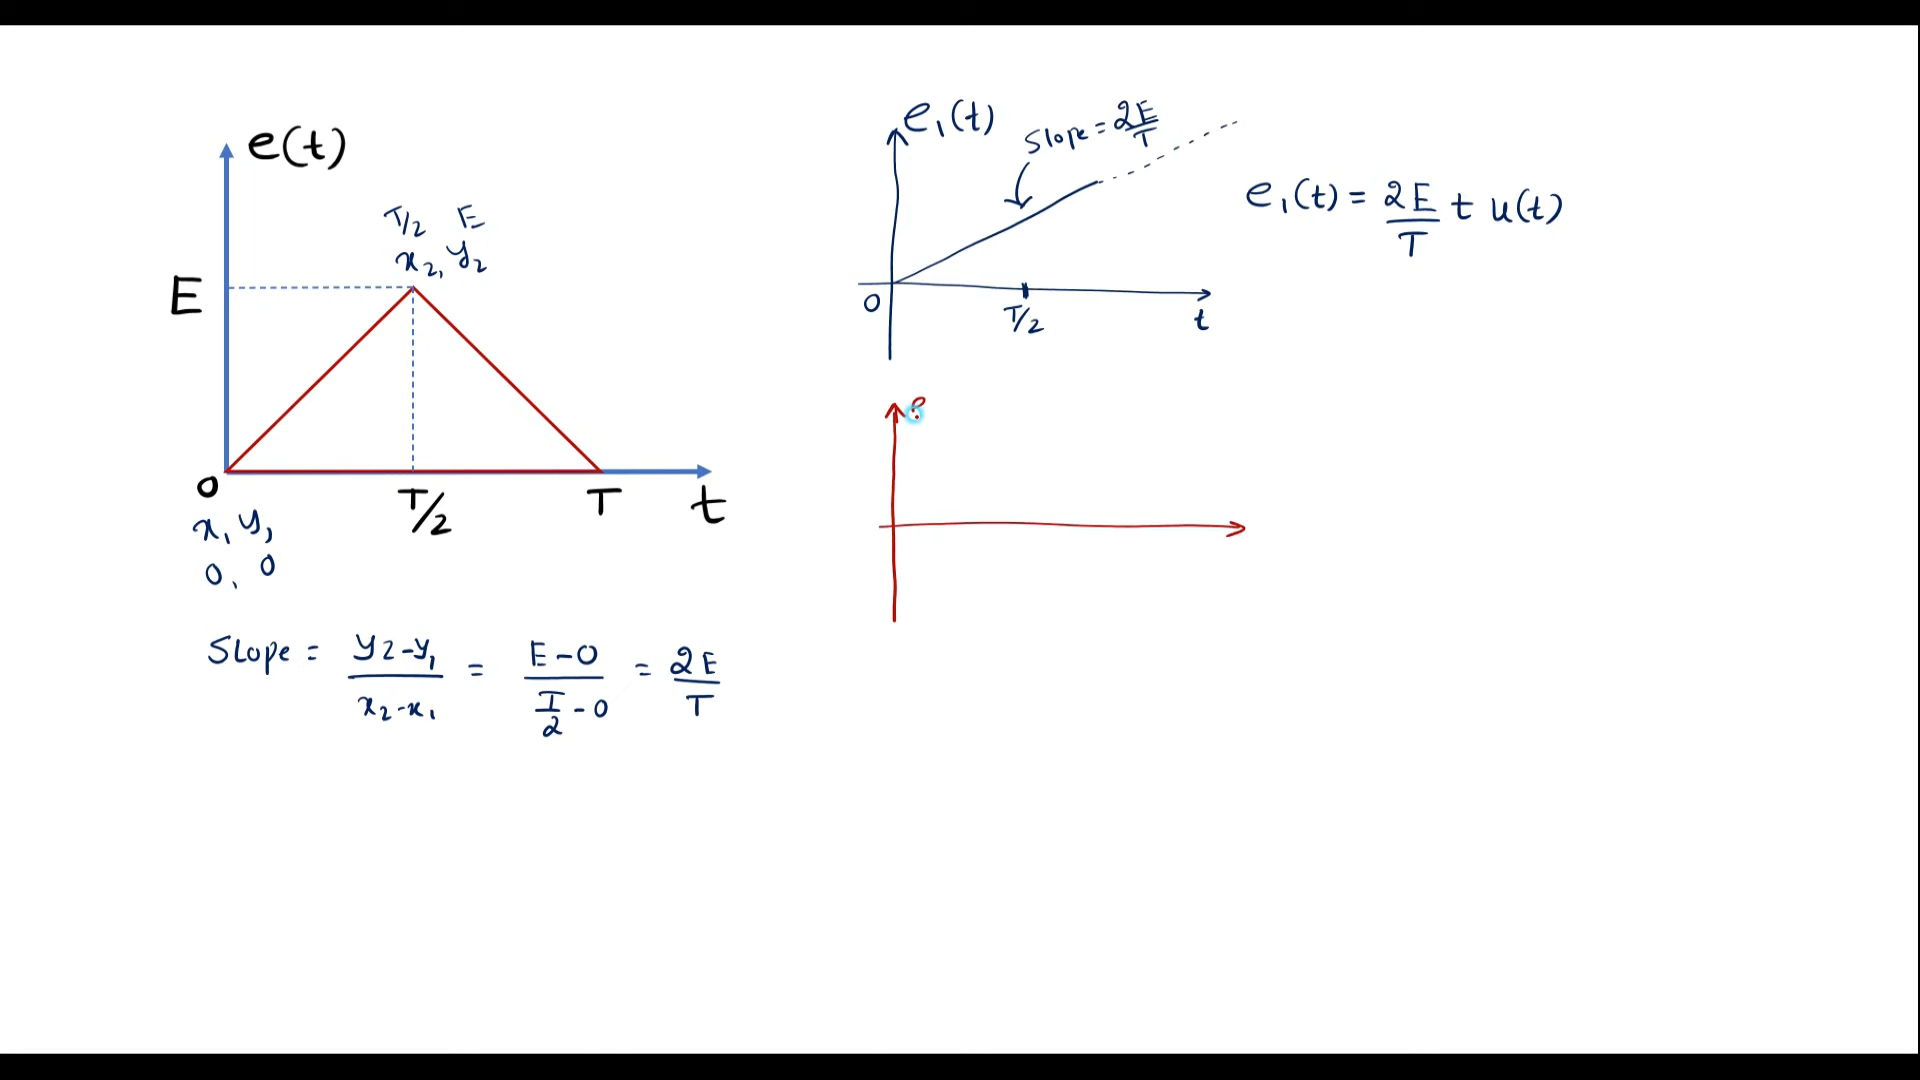 e(t)
T/2 E
x2, y2
E
0
T/2
T
t
x1 y1
0, 0
Slope = y2-y1 / x2-x1 = E-0 / T/2 - 0 = 2E/T
e1(t)
Slope = 2E/T
0
T/2
t
e1(t) = 2E/T t u(t)
e